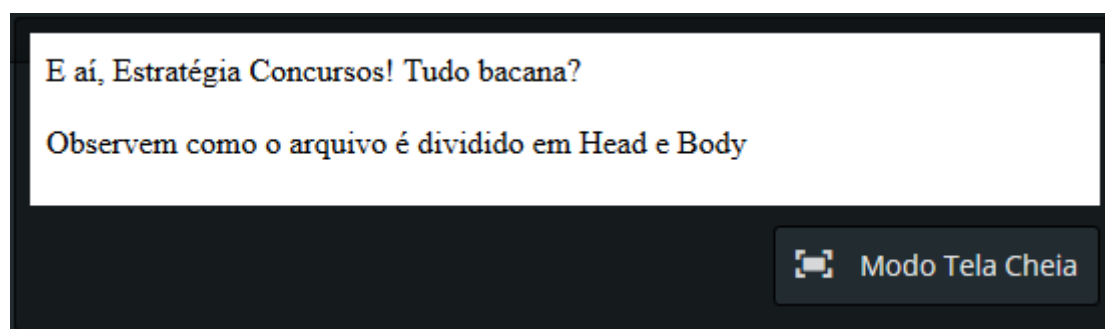 E aí, Estratégia Concursos! Tudo bacana?
Observem como o arquivo é dividido em Head e Body
Modo Tela Cheia